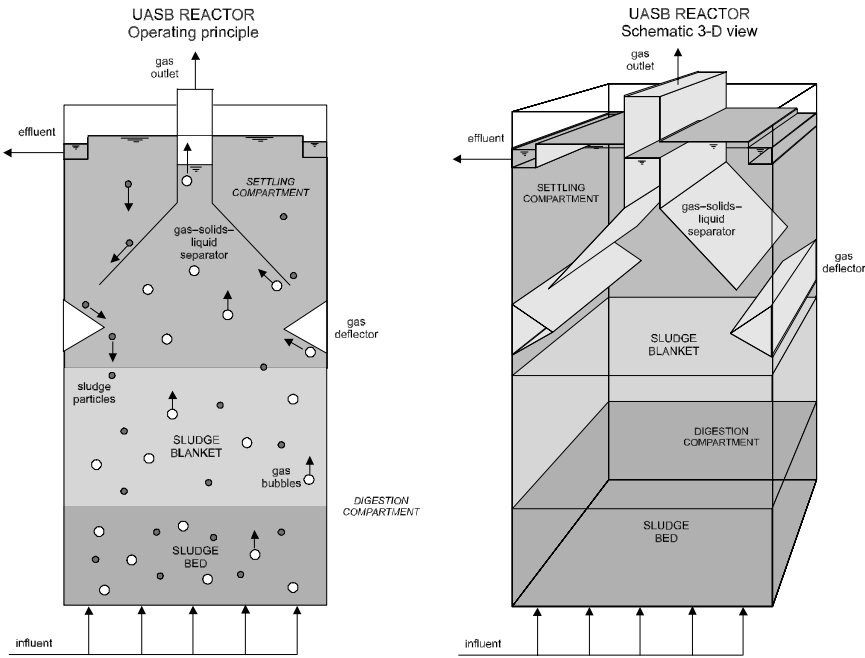 UASB REACTOR
Operating principle
gas
outlet
effluent
SETTLING
COMPARTMENT
gas–solids–
liquid
separator
gas
deflector
sludge
particles
SLUDGE
BLANKET
gas
bubbles
DIGESTION
COMPARTMENT
SLUDGE
BED
influent
UASB REACTOR
Schematic 3-D view
gas
outlet
effluent
SETTLING
COMPARTMENT
gas–solids–
liquid
separator
gas
deflector
SLUDGE
BLANKET
DIGESTION
COMPARTMENT
SLUDGE
BED
influent